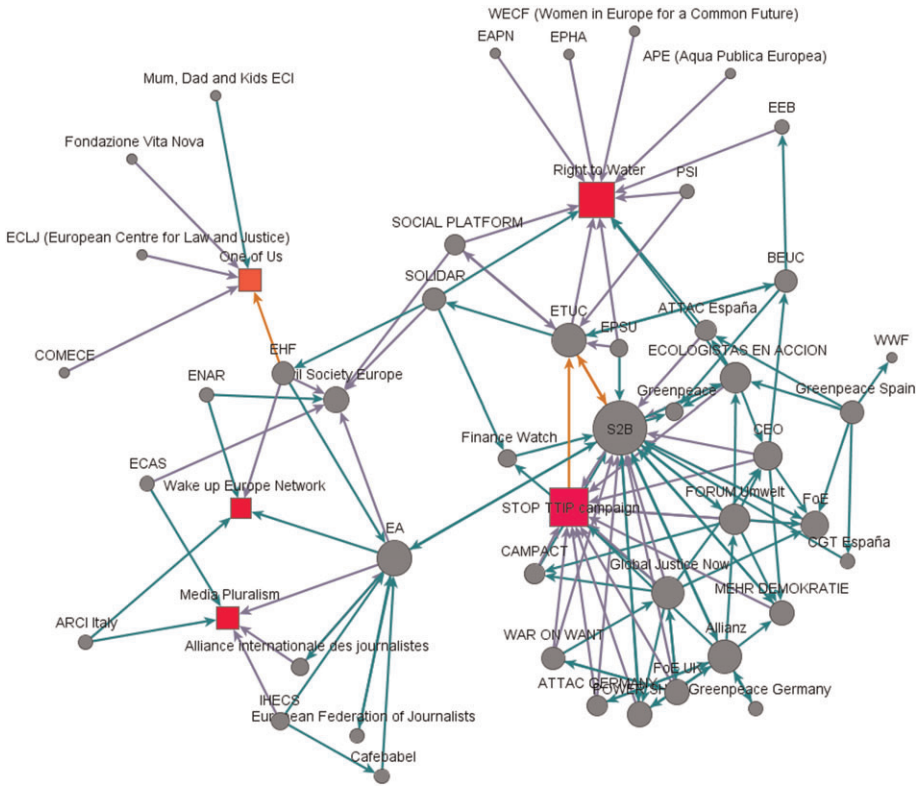 WECF (Women in Europe for a Common Future)
EAPN
EPHA
APE (Aqua Publica Europea)
Mum, Dad and Kids ECI
EEB
Fondazione Vita Nova
Right to Water
PSI
SOCIAL PLATFORM
ECLJ (European Centre for Law and Justice)
One of Us
BEUC
SOLIDAR
ETUC
ATTAC España
EPSU
COMECE
EHF
WWF
ECOLOGISTAS EN ACCION
il Society Europe
ENAR
Greenpeace
Greenpeace Spain
S2B
CEO
Finance Watch
ECAS
Wake up Europe Network
FORUM Umwelt
FoE
STOP TTIP campaign
EA
CGT España
CAMPACT
Global Justice Now
MEHR DEMOKRATIE
Media Pluralism
ARCI Italy
Allianz
WAR ON WANT
Alliance internationale des journalistes
FoE UK
ATTAC GERMANY
Greenpeace Germany
IHECS
European Federation of Journalists
Cafebabel